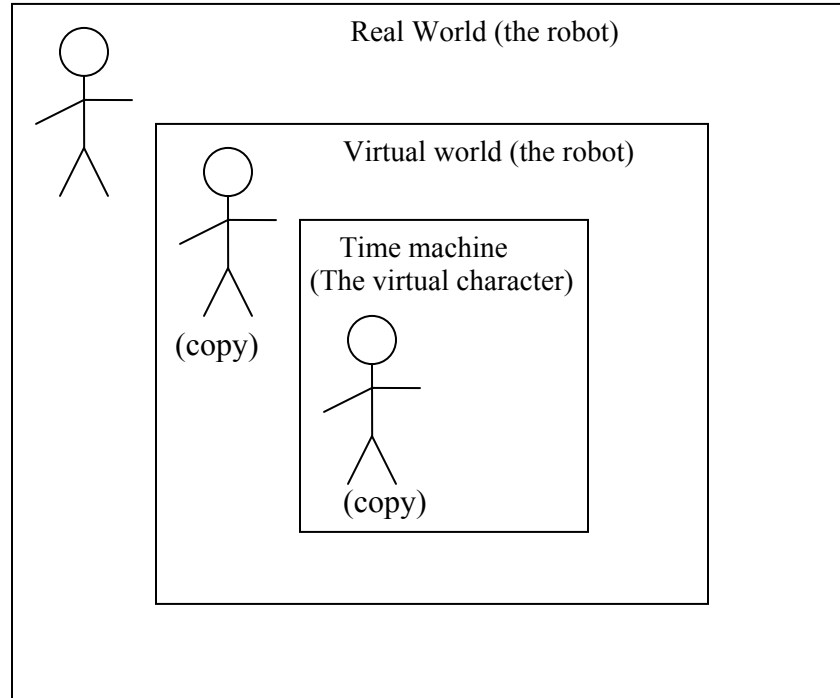 Real World (the robot)
Virtual world (the robot)
Time machine
(The virtual character)
(copy)
(copy)